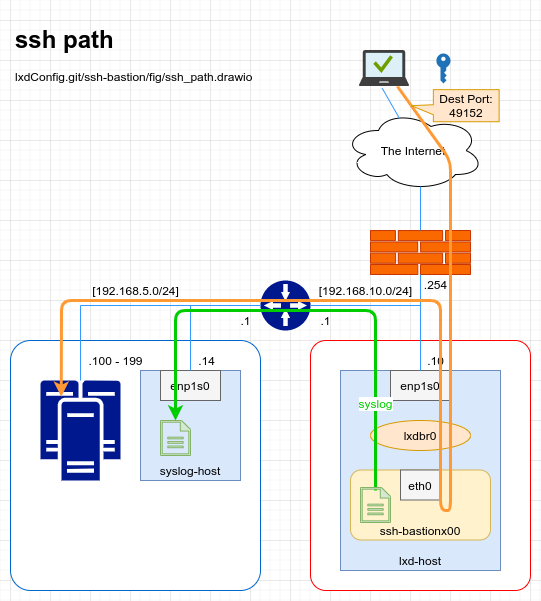 ssh path
lxdConfig.git/ssh-bastion/fig/ssh_path.drawio
Dest Port:
49152
The Internet
.254
[192.168.5.0/24]
[192.168.10.0/24]
.1
.1
.100 - 199
.14
.10
enp1s0
enp1s0
syslog
lxdbr0
syslog-host
eth0
ssh-bastionx00
lxd-host